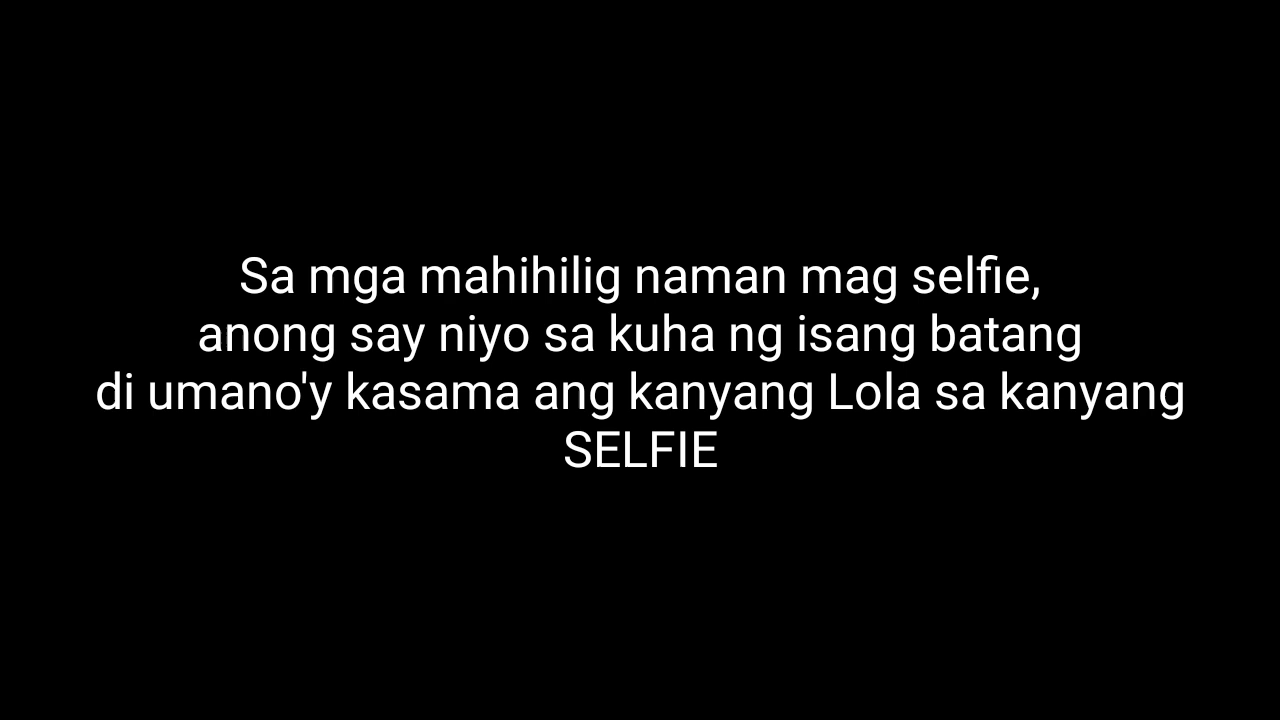 Sa mga mahihilig naman mag selfie,
anong say niyo sa kuha ng isang batang
di umano'y kasama ang kanyang Lola sa kanyang
SELFIE